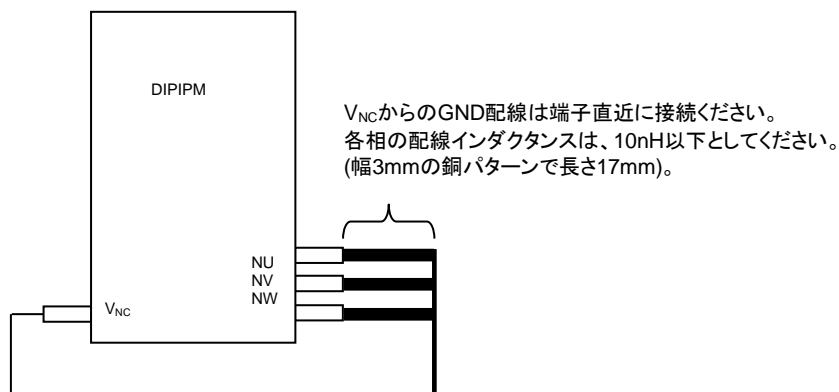 DIPIPM
VNCからのGND配線は端子直近に接続ください。
各相の配線インダクタンスは、10nH以下としてください。
(幅3mmの銅パターンで長さ17mm)。
NU
NV
NW
VNC